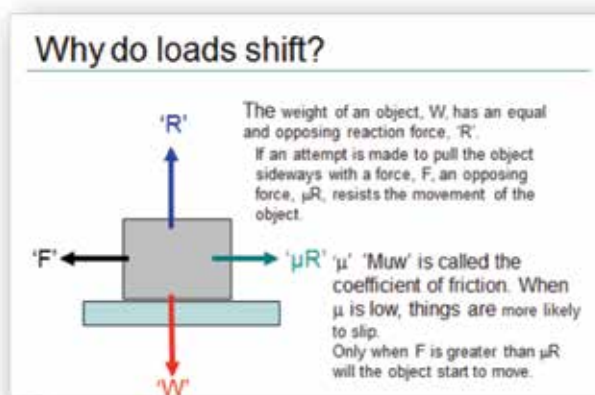 Why do loads shift?
The weight of an object, W, has an equal
and opposing reaction force, 'R'.
If an attempt is made to pull the object
sideways with a force, F, an opposing
force, µR, resists the movement of the
object.
'R'
'F'
'µR'
'W'
'µ' 'Muw' is called the
coefficient of friction. When
µ is low, things are more likely
to slip.
Only when F is greater than µR
will the object start to move.